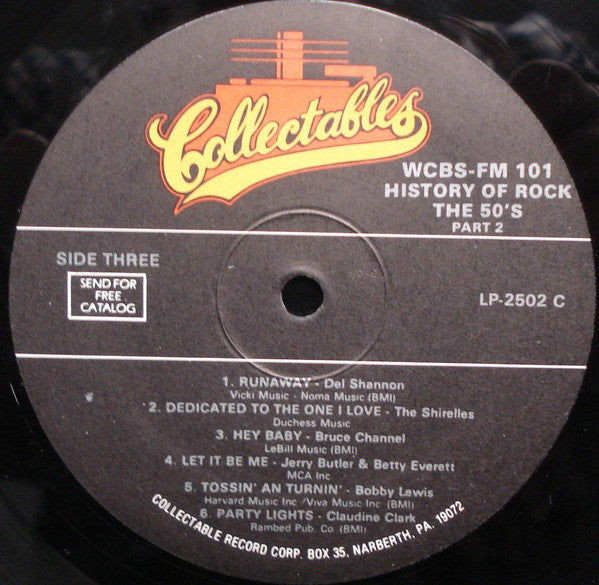 Collectables
WCBS-FM 101
HISTORY OF ROCK
THE 50'S
PART 2
SIDE THREE
SEND FOR
FREE
CATALOG
LP-2502 C
1. RUNAWAY - Del Shannon
Vicki Music - Noma Music (BMI)
2. DEDICATED TO THE ONE I LOVE - The Shirelles
Duchess Music
3. HEY BABY - Bruce Channel
LeBill Music (BMI)
4. LET IT BE ME - Jerry Butler & Betty Everett
MCA Inc.
5. TOSSIN' AN TURNIN' - Bobby Lewis
Harvard Music Inc /Viva Music Inc (BMI)
6. PARTY LIGHTS - Claudine Clark
Rambed Pub. Co (BMI)
COLLECTABLE RECORD CORP. BOX 35, NARBERTH, PA. 19072